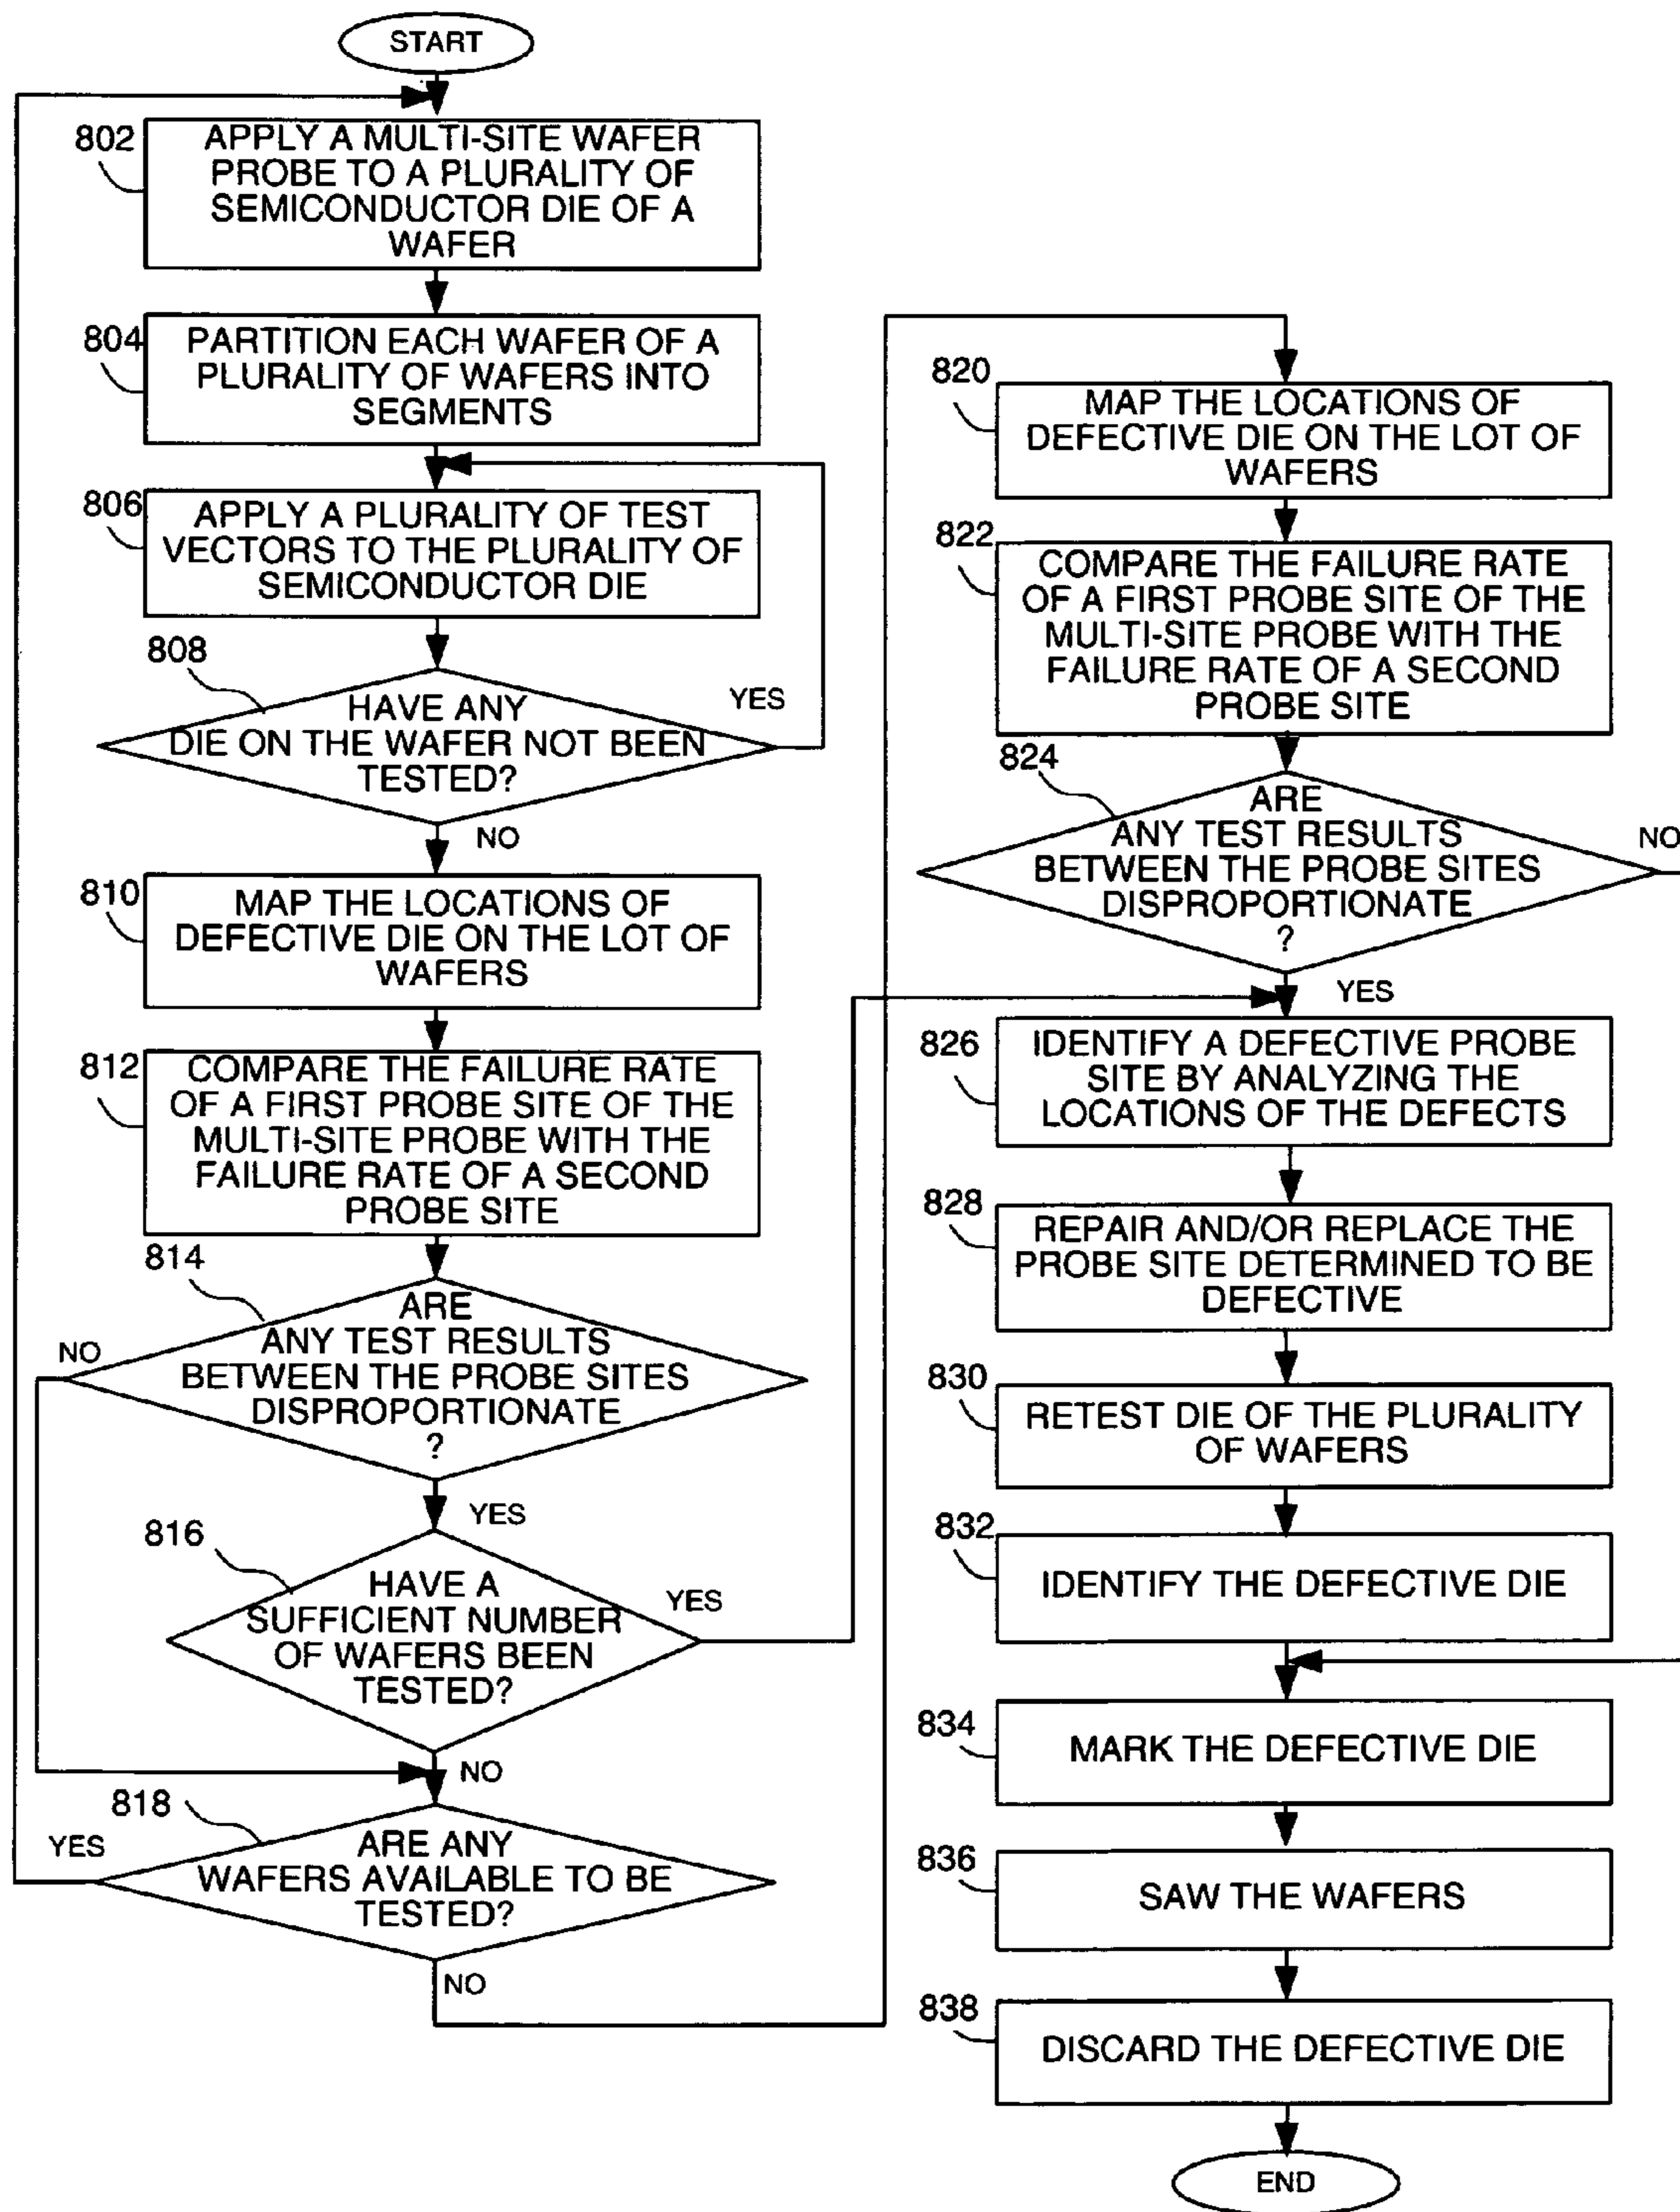 START
802
APPLY A MULTI-SITE WAFER
PROBE TO A PLURALITY OF
SEMICONDUCTOR DIE OF A
WAFER
804
PARTITION EACH WAFER OF A
PLURALITY OF WAFERS INTO
SEGMENTS
806
APPLY A PLURALITY OF TEST
VECTORS TO THE PLURALITY OF
SEMICONDUCTOR DIE
808
HAVE ANY
DIE ON THE WAFER NOT BEEN
TESTED?
YES
NO
810
MAP THE LOCATIONS OF
DEFECTIVE DIE ON THE LOT OF
WAFERS
812
COMPARE THE FAILURE RATE
OF A FIRST PROBE SITE OF THE
MULTI-SITE PROBE WITH THE
FAILURE RATE OF A SECOND
PROBE SITE
814
ARE
ANY TEST RESULTS
BETWEEN THE PROBE SITES
DISPROPORTIONATE
?
NO
YES
816
HAVE A
SUFFICIENT NUMBER
OF WAFERS BEEN
TESTED?
YES
NO
818
ARE ANY
WAFERS AVAILABLE TO BE
TESTED?
YES
NO
820
MAP THE LOCATIONS OF
DEFECTIVE DIE ON THE LOT OF
WAFERS
822
COMPARE THE FAILURE RATE
OF A FIRST PROBE SITE OF THE
MULTI-SITE PROBE WITH THE
FAILURE RATE OF A SECOND
PROBE SITE
824
ARE
ANY TEST RESULTS
BETWEEN THE PROBE SITES
DISPROPORTIONATE
?
NO
YES
826
IDENTIFY A DEFECTIVE PROBE
SITE BY ANALYZING THE
LOCATIONS OF THE DEFECTS
828
REPAIR AND/OR REPLACE THE
PROBE SITE DETERMINED TO BE
DEFECTIVE
830
RETEST DIE OF THE PLURALITY
OF WAFERS
832
IDENTIFY THE DEFECTIVE DIE
834
MARK THE DEFECTIVE DIE
836
SAW THE WAFERS
838
DISCARD THE DEFECTIVE DIE
END